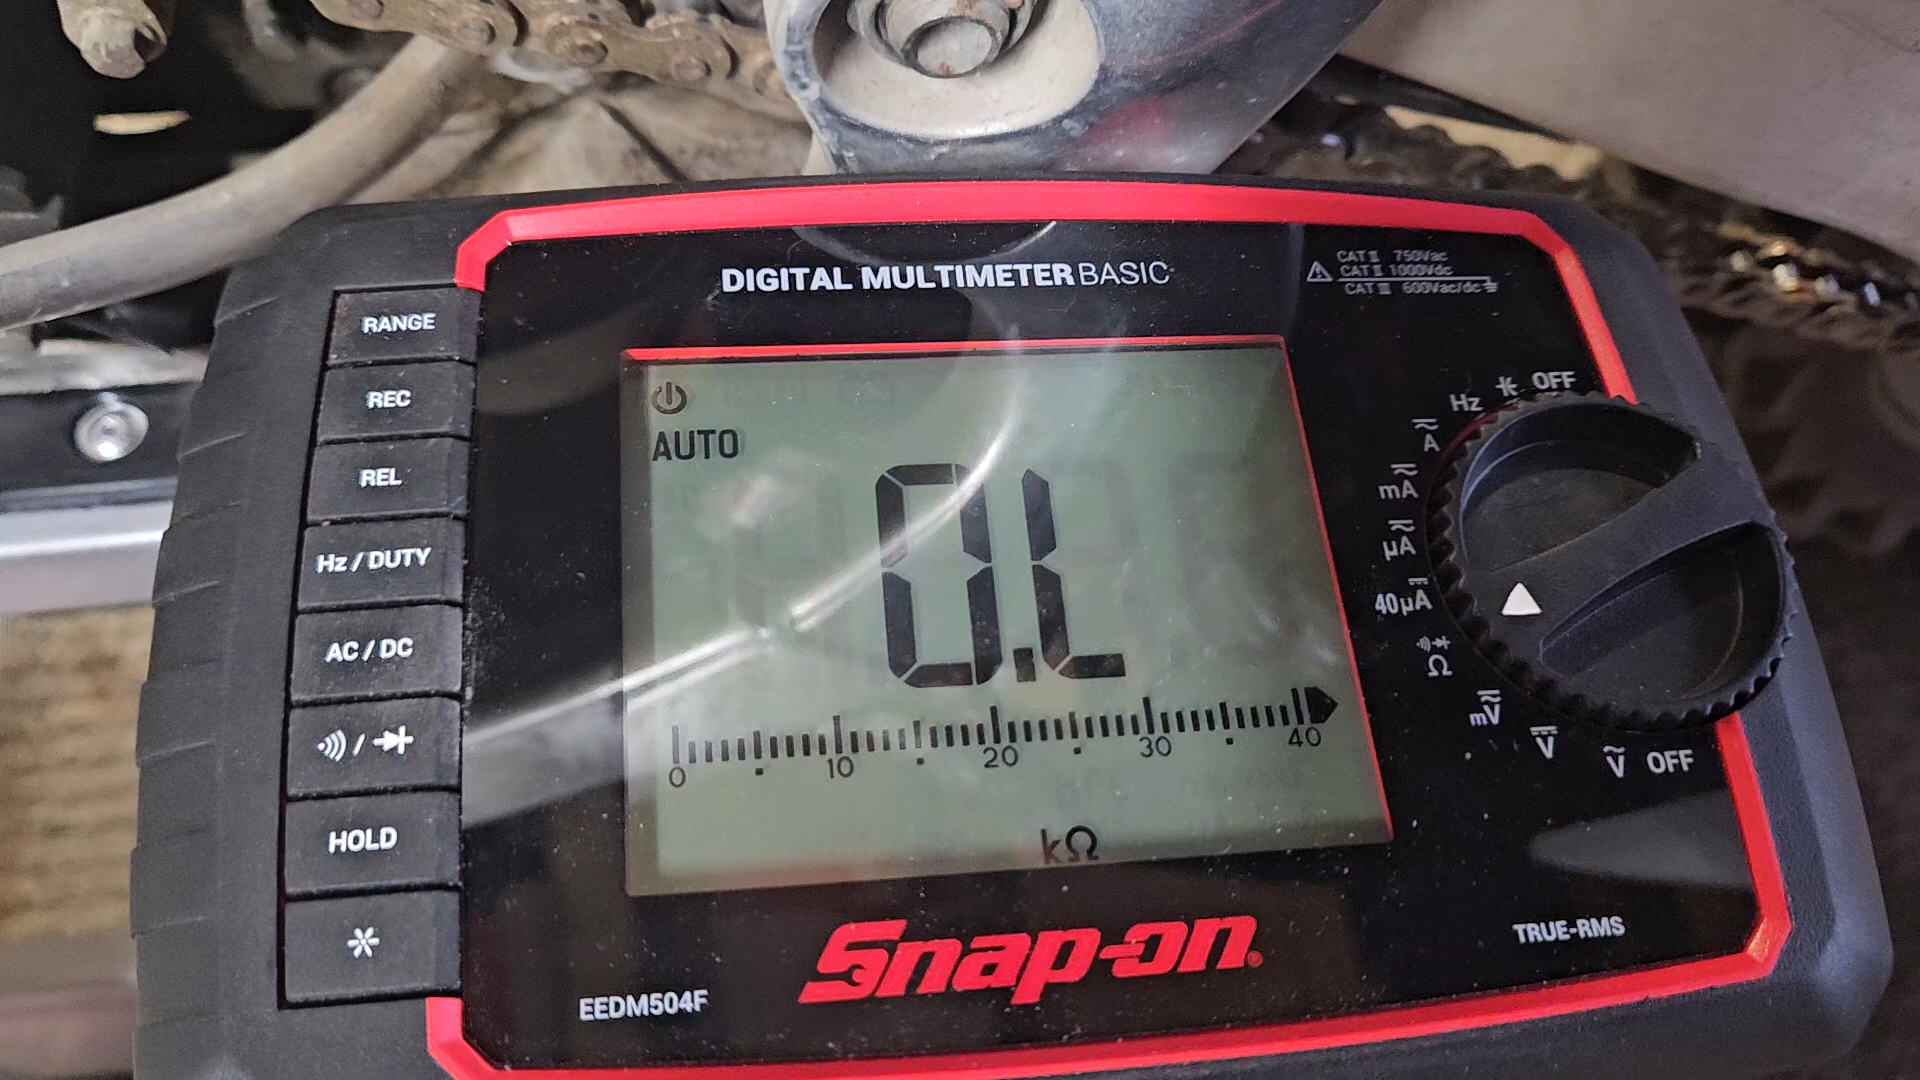 DIGITAL MULTIMETER BASIC
CAT II 750Vac
CAT II 1000Vdc
CAT III 600Vac/dc
RANGE
REC
REL
Hz / DUTY
AC / DC
/
HOLD
*
AUTO
0.L
0 10 20 30 40
kΩ
OFF
Hz
A
mA
µA
40µA
Ω
mV
V
V
OFF
Snap-on®
EEDM504F
TRUE-RMS